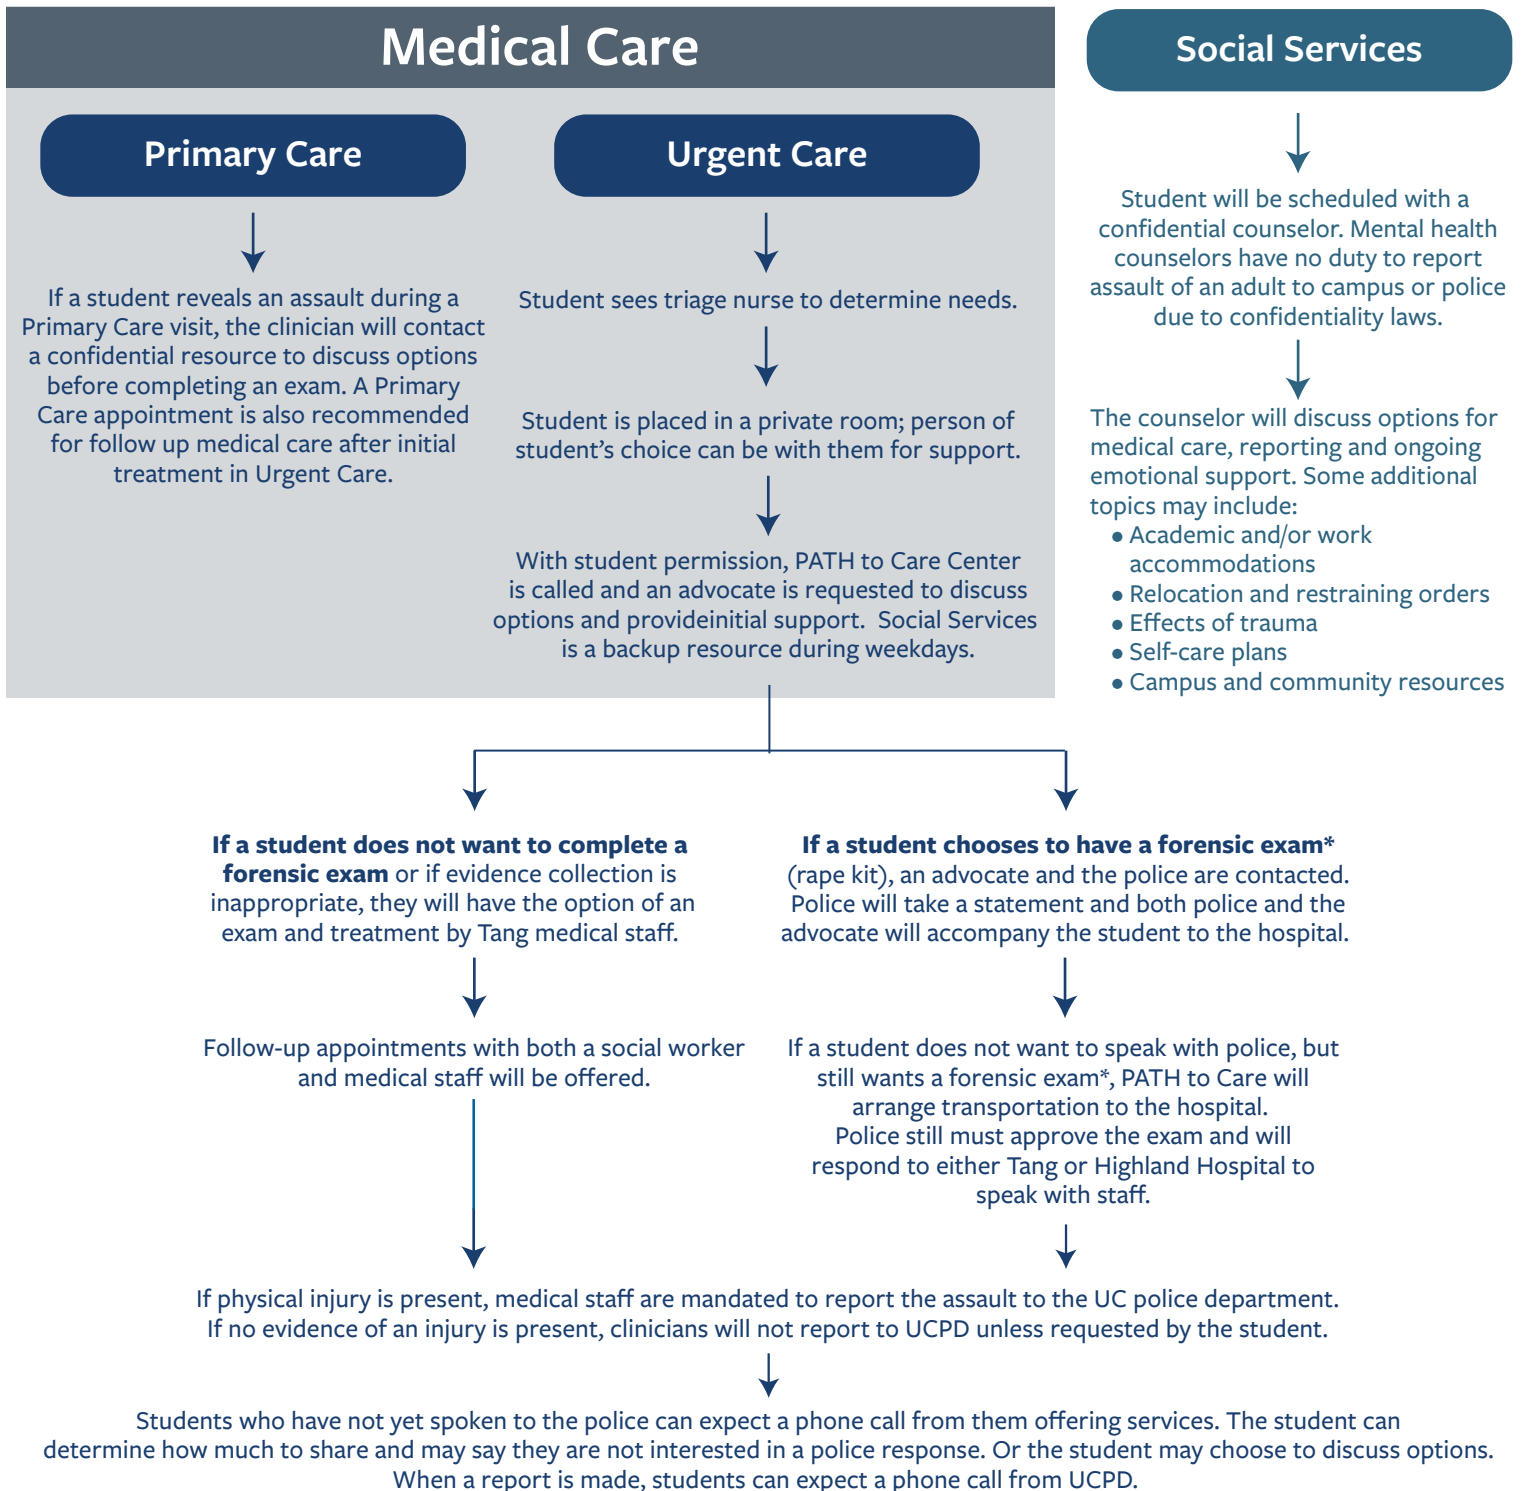 Medical Care
Primary Care
If a student reveals an assault during a
Primary Care visit, the clinician will contact
a confidential resource to discuss options
before completing an exam. A Primary
Care appointment is also recommended
for follow up medical care after initial
treatment in Urgent Care.
Urgent Care
Student sees triage nurse to determine needs.
Student is placed in a private room; person of
student’s choice can be with them for support.
With student permission, PATH to Care Center
is called and an advocate is requested to discuss
options and provideinitial support.  Social Services
is a backup resource during weekdays.
Social Services
Student will be scheduled with a
confidential counselor. Mental health
counselors have no duty to report
assault of an adult to campus or police
due to confidentiality laws.
The counselor will discuss options for
medical care, reporting and ongoing
emotional support. Some additional
topics may include:
• Academic and/or work
accommodations
• Relocation and restraining orders
• Effects of trauma
• Self-care plans
• Campus and community resources
If a student does not want to complete a
forensic exam or if evidence collection is
inappropriate, they will have the option of an
exam and treatment by Tang medical staff.
Follow-up appointments with both a social worker
and medical staff will be offered.
If a student chooses to have a forensic exam*
(rape kit), an advocate and the police are contacted.
Police will take a statement and both police and the
advocate will accompany the student to the hospital.
If a student does not want to speak with police, but
still wants a forensic exam*, PATH to Care will
arrange transportation to the hospital.
Police still must approve the exam and will
respond to either Tang or Highland Hospital to
speak with staff.
If physical injury is present, medical staff are mandated to report the assault to the UC police department.
If no evidence of an injury is present, clinicians will not report to UCPD unless requested by the student.
Students who have not yet spoken to the police can expect a phone call from them offering services. The student can
determine how much to share and may say they are not interested in a police response. Or the student may choose to discuss options.
When a report is made, students can expect a phone call from UCPD.